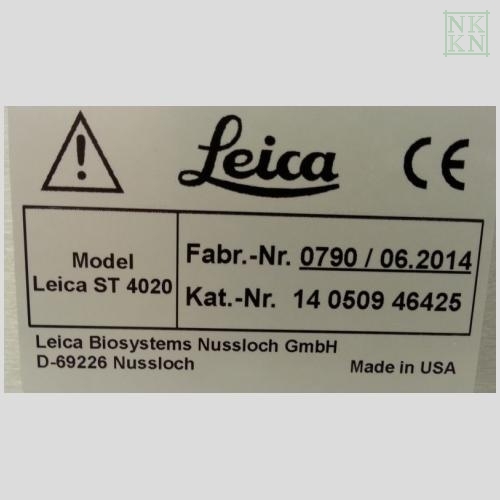 NK
KN
Leica CE
Model
Leica ST 4020
Fabr.-Nr. 0790 / 06.2014
Kat.-Nr. 14 0509 46425
Leica Biosystems Nussloch GmbH
D-69226 Nussloch
Made in USA